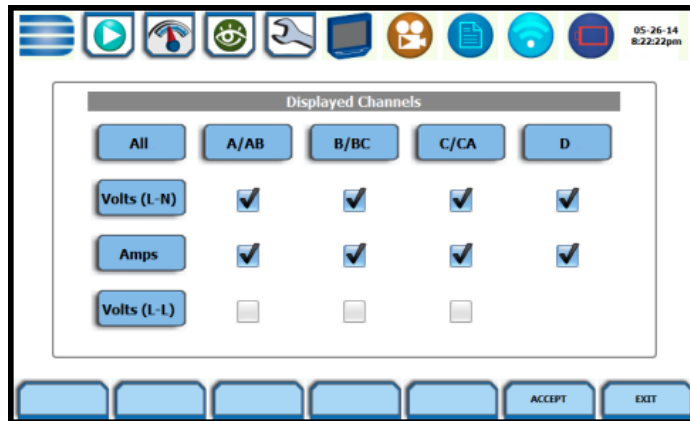 05-26-14
8:22:22pm
Displayed Channels
All A/AB B/BC C/CA D
Volts (L-N)
Amps
Volts (L-L)
ACCEPT EXIT